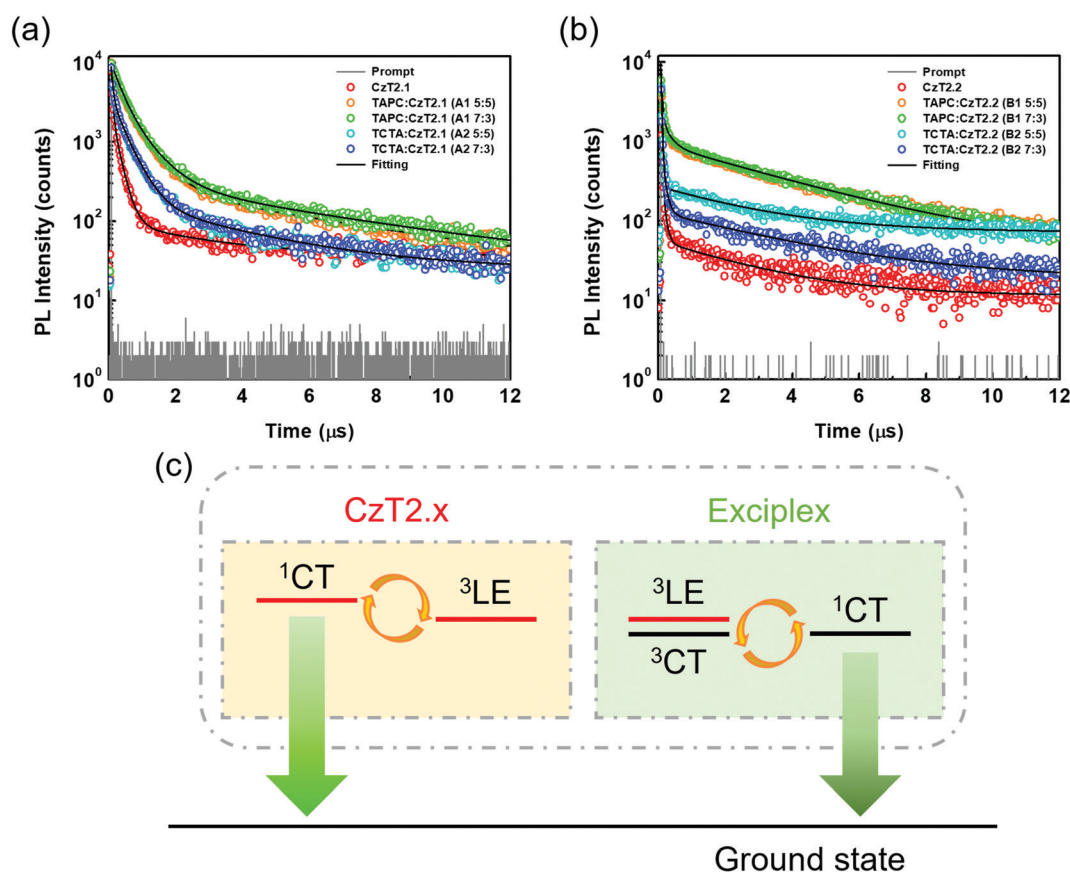 (a)
PL Intensity (counts)
10⁴
10³
10²
10¹
10⁰
Prompt
CzT2.1
TAPC:CzT2.1 (A1 5:5)
TAPC:CzT2.1 (A1 7:3)
TCTA:CzT2.1 (A2 5:5)
TCTA:CzT2.1 (A2 7:3)
Fitting
0 2 4 6 8 10 12
Time (μs)
(b)
PL Intensity (counts)
10⁴
10³
10²
10¹
10⁰
Prompt
CzT2.2
TAPC:CzT2.2 (B1 5:5)
TAPC:CzT2.2 (B1 7:3)
TCTA:CzT2.2 (B2 5:5)
TCTA:CzT2.2 (B2 7:3)
Fitting
0 2 4 6 8 10 12
Time (μs)
(c)
CzT2.x
¹CT
³LE
Exciplex
³LE
³CT
¹CT
Ground state